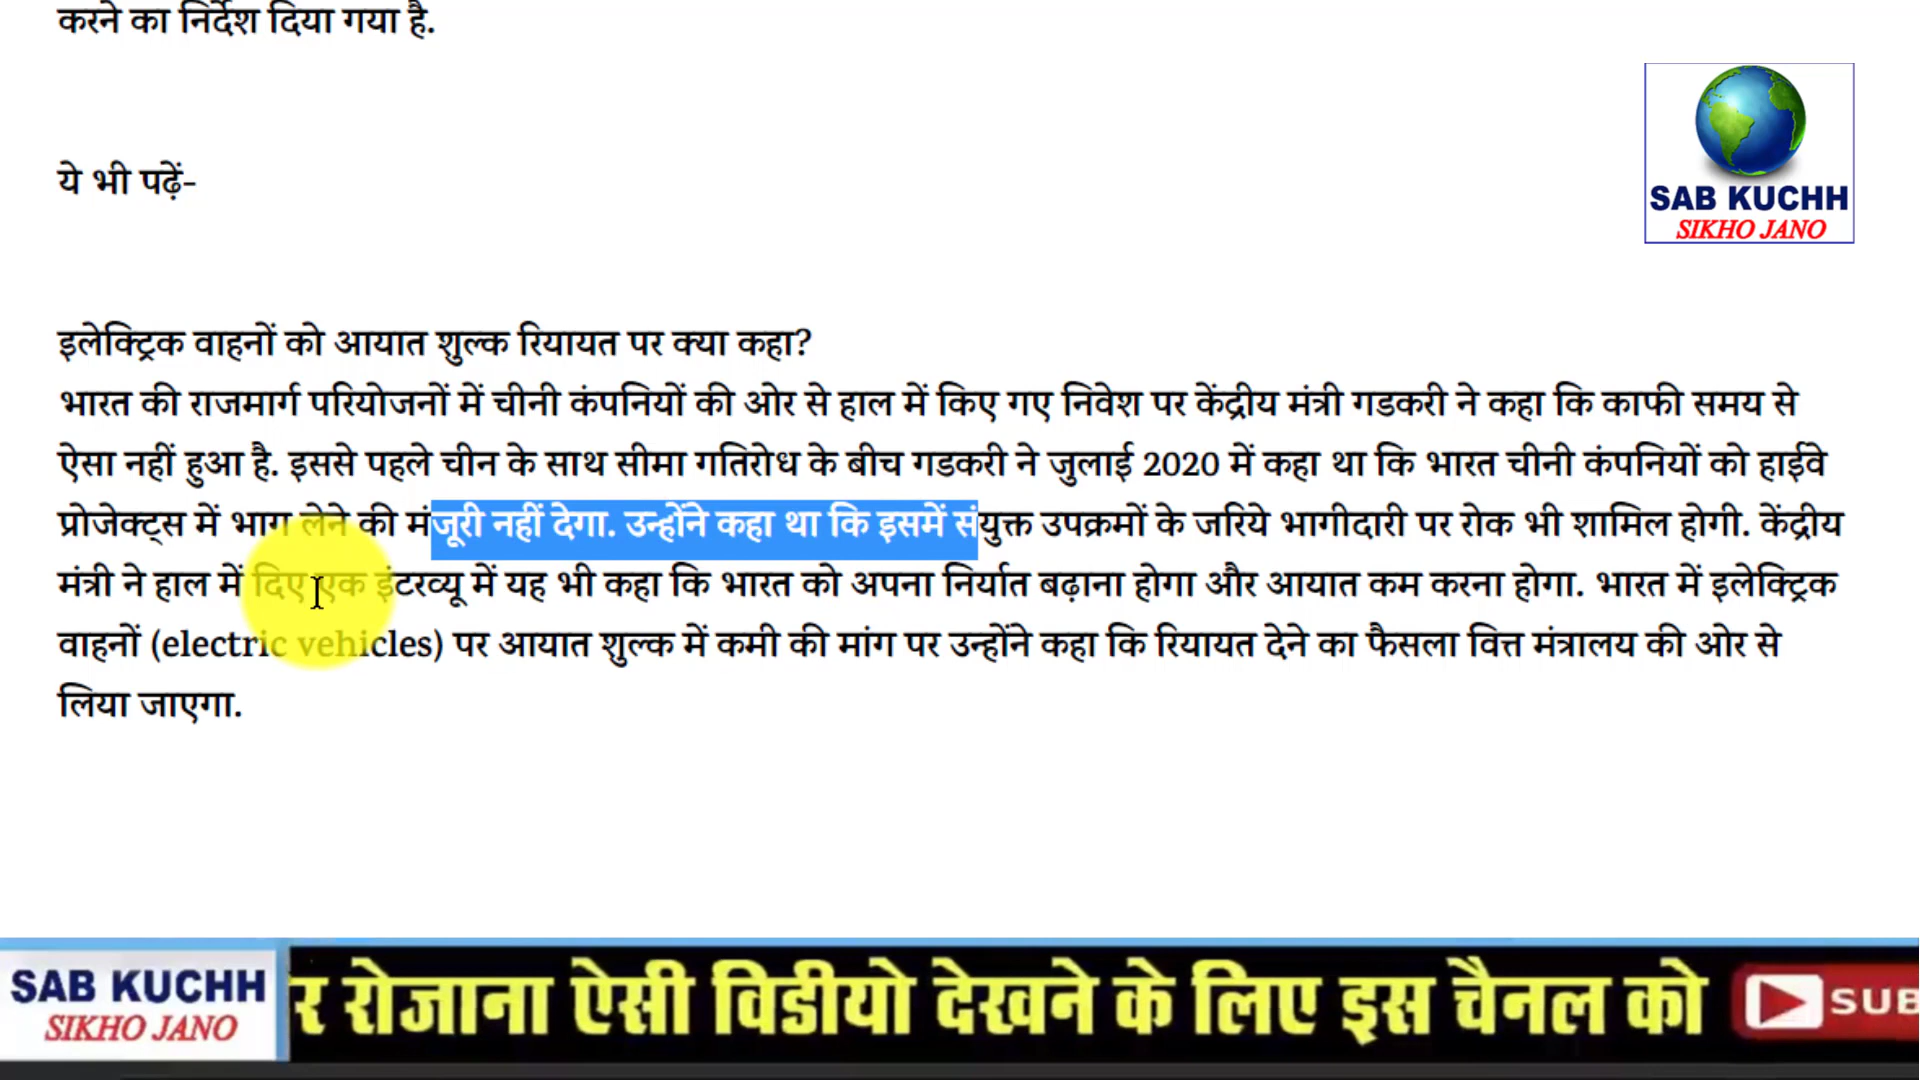 करने का निर्देश दिया गया है.
ये भी पढ़ें-
SAB KUCHH
SIKHO JANO
इलेक्ट्रिक वाहनों को आयात शुल्क रियायत पर क्या कहा?
भारत की राजमार्ग परियोजनों में चीनी कंपनियों की ओर से हाल में किए गए निवेश पर केंद्रीय मंत्री गडकरी ने कहा कि काफी समय से
ऐसा नहीं हुआ है. इससे पहले चीन के साथ सीमा गतिरोध के बीच गडकरी ने जुलाई 2020 में कहा था कि भारत चीनी कंपनियों को हाईवे
प्रोजेक्ट्स में भाग लेने की मंजूरी नहीं देगा. उन्होंने कहा था कि इसमें संयुक्त उपक्रमों के जरिये भागीदारी पर रोक भी शामिल होगी. केंद्रीय
मंत्री ने हाल में दिए एक इंटरव्यू में यह भी कहा कि भारत को अपना निर्यात बढ़ाना होगा और आयात कम करना होगा. भारत में इलेक्ट्रिक
वाहनों (electric vehicles) पर आयात शुल्क में कमी की मांग पर उन्होंने कहा कि रियायत देने का फैसला वित्त मंत्रालय की ओर से
लिया जाएगा.
SAB KUCHH
SIKHO JANO
र रोजाना ऐसी विडीयो देखने के लिए इस चैनल को SUB